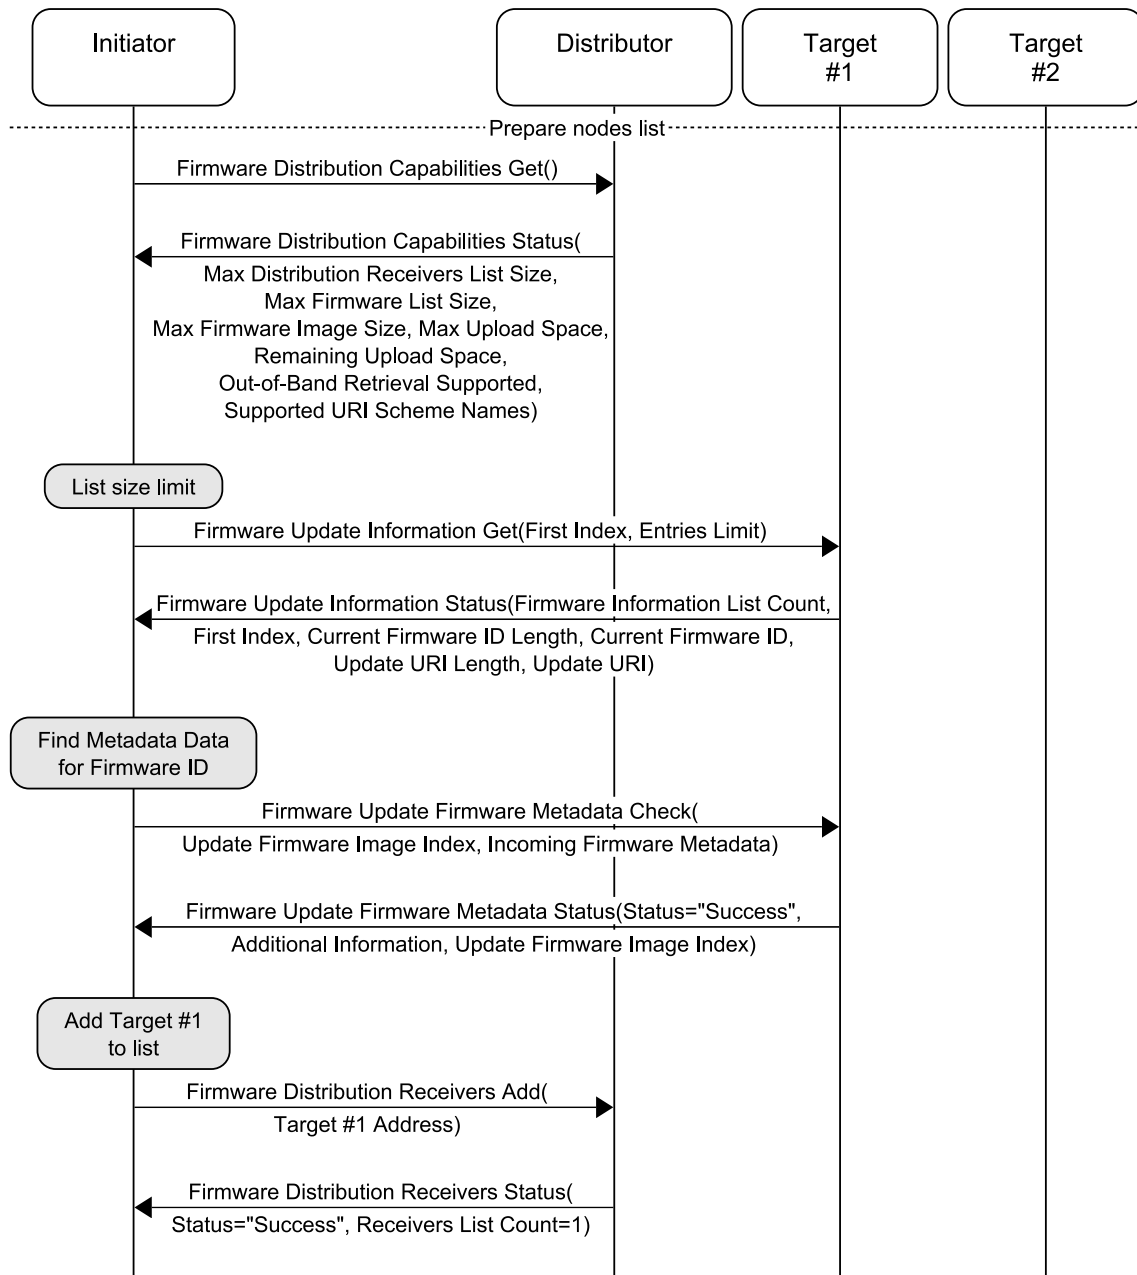 Initiator
Distributor
Target
#1
Target
#2
Prepare nodes list
Firmware Distribution Capabilities Get()
Firmware Distribution Capabilities Status(
Max Distribution Receivers List Size,
Max Firmware List Size,
Max Firmware Image Size, Max Upload Space,
Remaining Upload Space,
Out-of-Band Retrieval Supported,
Supported URI Scheme Names)
List size limit
Firmware Update Information Get(First Index, Entries Limit)
Firmware Update Information Status(Firmware Information List Count,
First Index, Current Firmware ID Length, Current Firmware ID,
Update URI Length, Update URI)
Find Metadata Data
for Firmware ID
Firmware Update Firmware Metadata Check(
Update Firmware Image Index, Incoming Firmware Metadata)
Firmware Update Firmware Metadata Status(Status="Success",
Additional Information, Update Firmware Image Index)
Add Target #1
to list
Firmware Distribution Receivers Add(
Target #1 Address)
Firmware Distribution Receivers Status(
Status="Success", Receivers List Count=1)